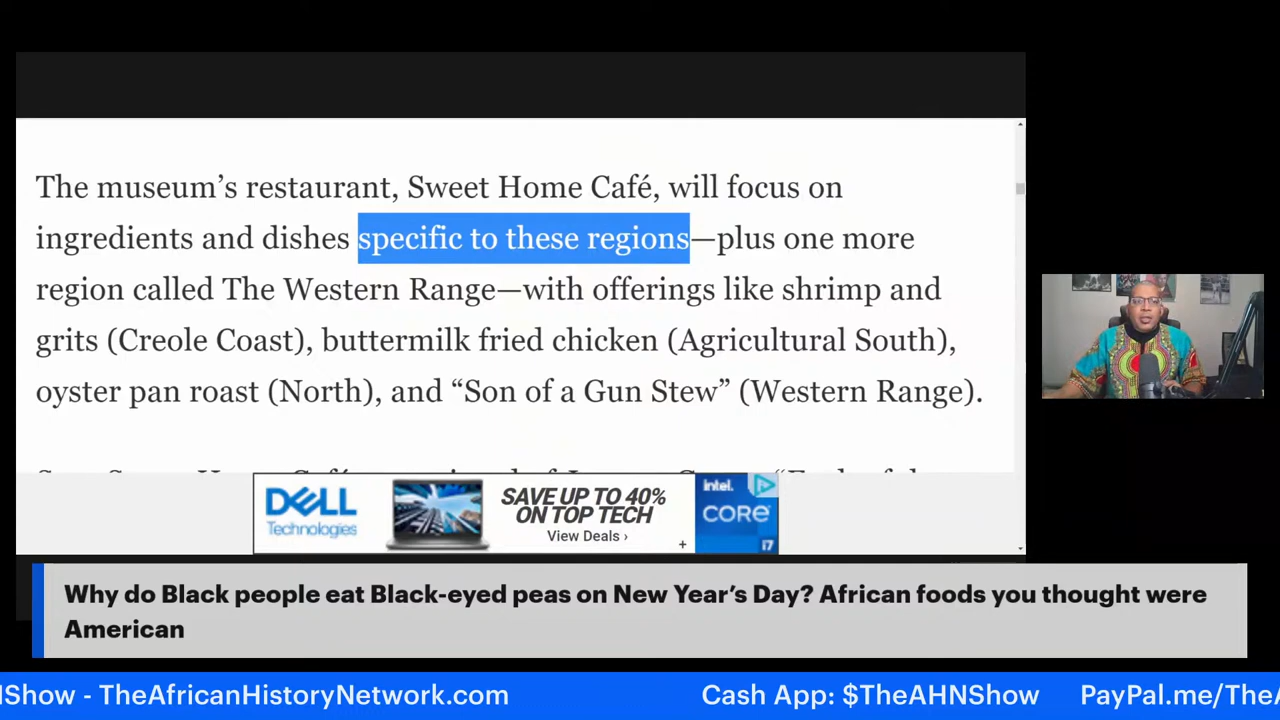 The museum’s restaurant, Sweet Home Café, will focus on
ingredients and dishes specific to these regions—plus one more
region called The Western Range—with offerings like shrimp and
grits (Creole Coast), buttermilk fried chicken (Agricultural South),
oyster pan roast (North), and “Son of a Gun Stew” (Western Range).
DELL
Technologies
SAVE UP TO 40%
ON TOP TECH
View Deals ›
intel.
CORE
i7
Why do Black people eat Black-eyed peas on New Year’s Day? African foods you thought were
American
Show - TheAfricanHistoryNetwork.com Cash App: $TheAHNShow PayPal.me/TheA